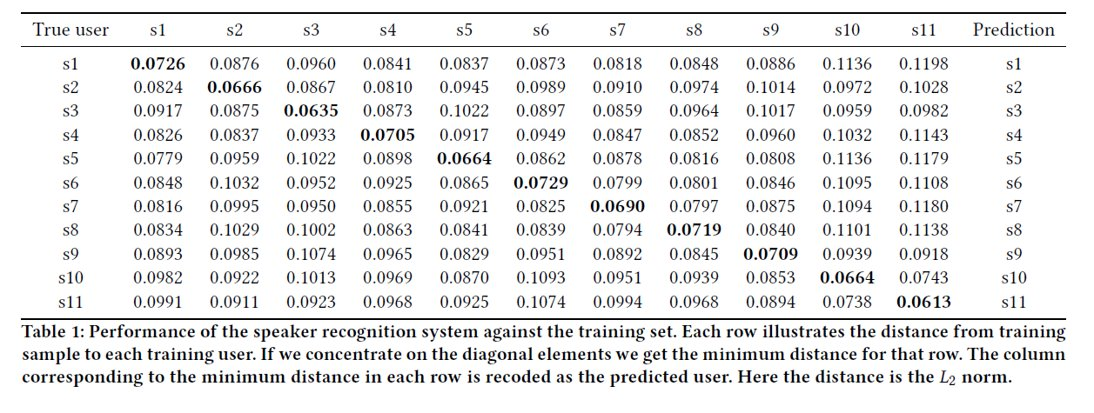 True user s1 s2 s3 s4 s5 s6 s7 s8 s9 s10 s11 Prediction
s1 0.0726 0.0876 0.0960 0.0841 0.0837 0.0873 0.0818 0.0848 0.0886 0.1136 0.1198 s1
s2 0.0824 0.0666 0.0867 0.0810 0.0945 0.0989 0.0910 0.0974 0.1014 0.0972 0.1028 s2
s3 0.0917 0.0875 0.0635 0.0873 0.1022 0.0897 0.0859 0.0964 0.1017 0.0959 0.0982 s3
s4 0.0826 0.0837 0.0933 0.0705 0.0917 0.0949 0.0847 0.0852 0.0960 0.1032 0.1143 s4
s5 0.0779 0.0959 0.1022 0.0898 0.0664 0.0862 0.0878 0.0816 0.0808 0.1136 0.1179 s5
s6 0.0848 0.1032 0.0952 0.0925 0.0865 0.0729 0.0799 0.0801 0.0846 0.1095 0.1108 s6
s7 0.0816 0.0995 0.0950 0.0855 0.0921 0.0825 0.0690 0.0797 0.0875 0.1094 0.1180 s7
s8 0.0834 0.1029 0.1002 0.0863 0.0841 0.0839 0.0794 0.0719 0.0840 0.1101 0.1138 s8
s9 0.0893 0.0985 0.1074 0.0965 0.0829 0.0951 0.0892 0.0845 0.0709 0.0939 0.0918 s9
s10 0.0982 0.0922 0.1013 0.0969 0.0870 0.1093 0.0951 0.0939 0.0853 0.0664 0.0743 s10
s11 0.0991 0.0911 0.0923 0.0968 0.0925 0.1074 0.0994 0.0968 0.0894 0.0738 0.0613 s11
Table 1: Performance of the speaker recognition system against the training set. Each row illustrates the distance from training
sample to each training user. If we concentrate on the diagonal elements we get the minimum distance for that row. The column
corresponding to the minimum distance in each row is recoded as the predicted user. Here the distance is the L₂ norm.